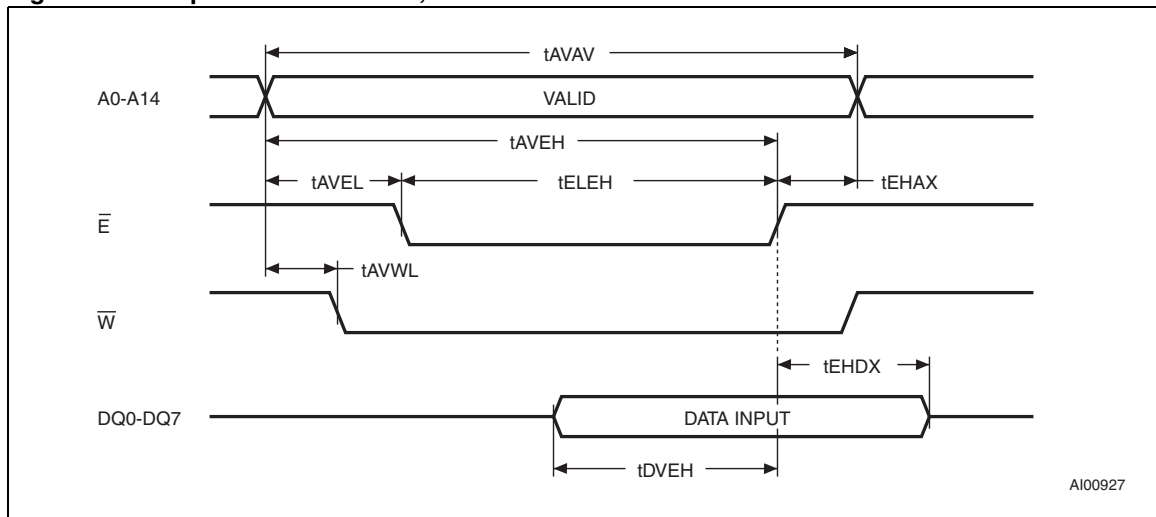 tAVAV
A0-A14 VALID
tAVEH
tAVEL tELEH tEHAX
E̅
tAVWL
W̅
tEHDX
DQ0-DQ7 DATA INPUT
tDVEH
AI00927